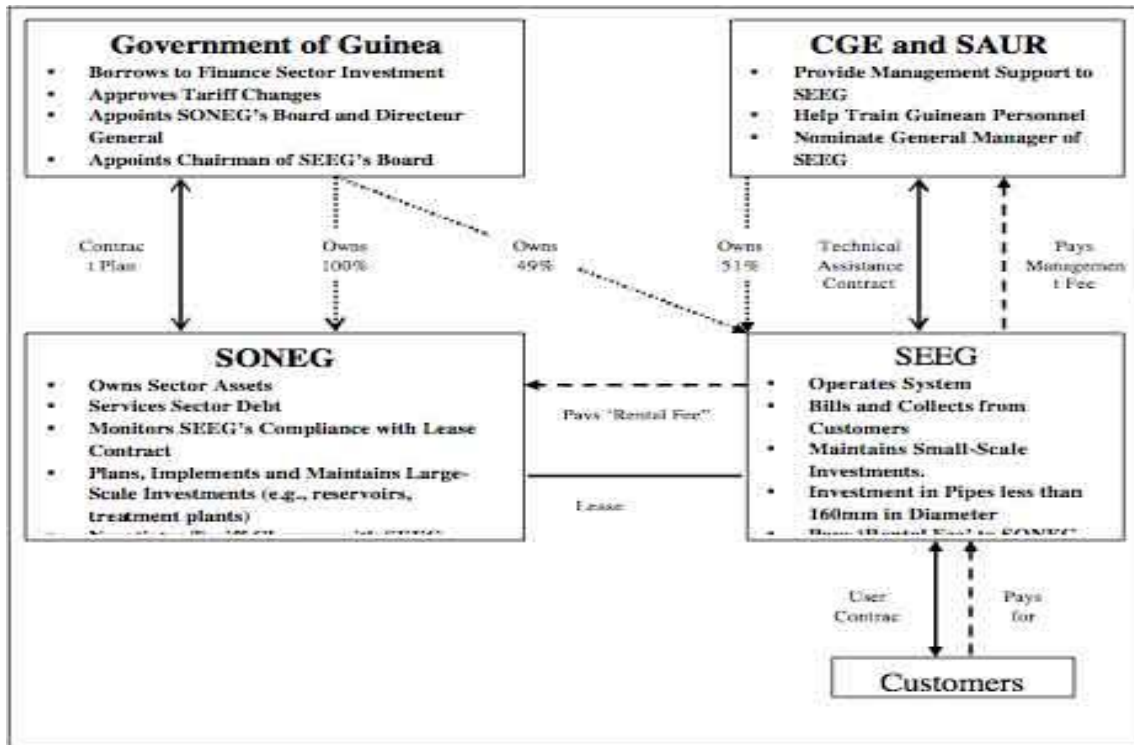 Government of Guinea
• Borrows to Finance Sector Investment
• Approves Tariff Changes
• Appoints SONEG's Board and Directeur
General
• Appoints Chairman of SEEG's Board
CGE and SAUR
• Provide Management Support to
SEEG
• Help Train Guinean Personnel
• Nominate General Manager of
SEEG
Contrac
t Plan
Owns
100%
Owns
49%
Owns
51%
Technical
Assistance
Contract
Pays
Managemen
t Fee
SONEG
• Owns Sector Assets
• Services Sector Debt
• Monitors SEEG's Compliance with Lease
Contract
• Plans, Implements and Maintains Large-
Scale Investments (e.g., reservoirs,
treatment plants)
Pays 'Rental Fee"
Lease
SEEG
• Operates System
• Bills and Collects from
Customers
• Maintains Small-Scale
Investments.
• Investment in Pipes less than
160mm in Diameter
• Pays 'Rental Fee' to SONEG
User
Contrac
Pays
for
Customers